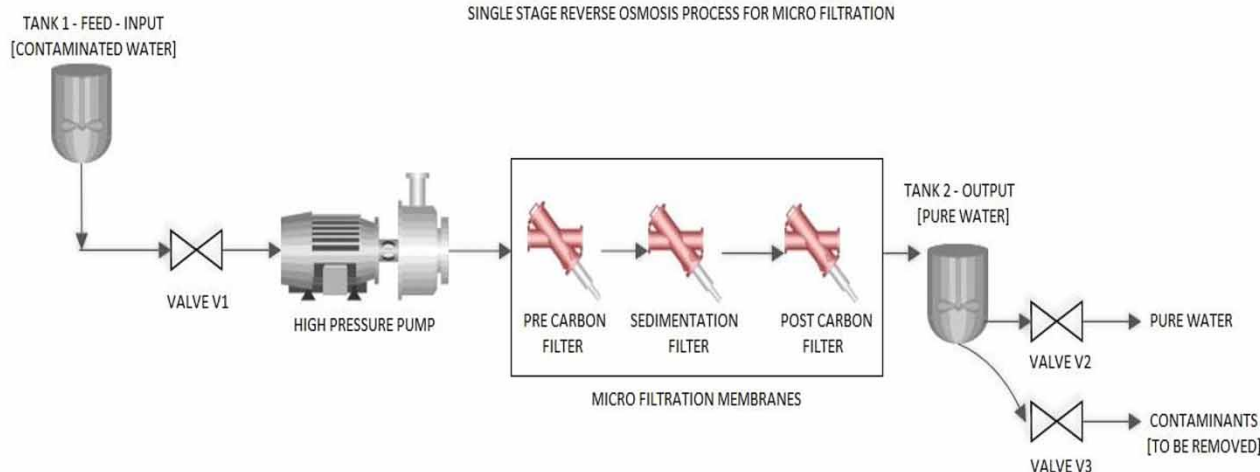 SINGLE STAGE REVERSE OSMOSIS PROCESS FOR MICRO FILTRATION
TANK 1 - FEED - INPUT
[CONTAMINATED WATER]
VALVE V1
HIGH PRESSURE PUMP
PRE CARBON
FILTER
SEDIMENTATION
FILTER
POST CARBON
FILTER
MICRO FILTRATION MEMBRANES
TANK 2 - OUTPUT
[PURE WATER]
VALVE V2
PURE WATER
VALVE V3
CONTAMINANTS
[TO BE REMOVED]